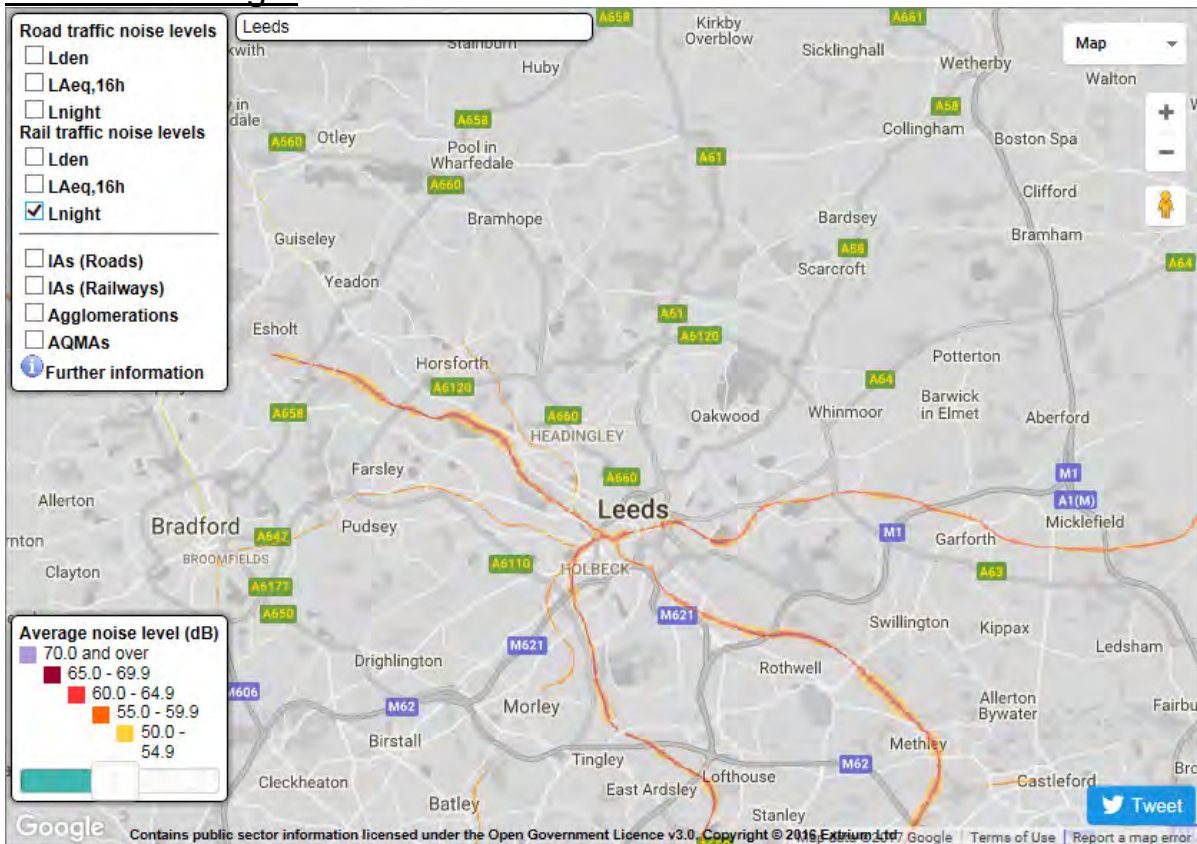 Road traffic noise levels
Lden
LAeq,16h
Lnight
Rail traffic noise levels
Lden
LAeq,16h
Lnight
IAs (Roads)
IAs (Railways)
Agglomerations
AQMAs
Further information
Leeds
Map
+
−
A658
Kirkby
Overblow
A661
Sicklinghall
Wetherby
Walton
Huby
A58
Collingham
Boston Spa
A658
A660
Otley
Pool in
Wharfedale
A61
A660
Clifford
Bramhope
Bardsey
Bramham
Guiseley
A58
Scarcroft
A64
Yeadon
A61
A6120
Esholt
Horsforth
Potterton
A6120
A64
Barwick
in Elmet
A658
A660
Oakwood
Whinmoor
Aberford
HEADINGLEY
Farsley
A660
M1
Allerton
Leeds
A1(M)
Bradford
Pudsey
Micklefield
A647
M1
Garforth
BROOMFIELDS
Clayton
A6110
HOLBECK
A63
A6177
A650
M621
Swillington
Kippax
Ledsham
M621
Drighlington
Rothwell
M606
M62
Morley
Allerton
Bywater
Fairbu
Birstall
Methley
Tingley
M62
Cleckheaton
East Ardsley
Lofthouse
Castleford
Batley
Stanley
Average noise level (dB)
70.0 and over
65.0 - 69.9
60.0 - 64.9
55.0 - 59.9
50.0 -
54.9
Tweet
Google
Contains public sector information licensed under the Open Government Licence v3.0. Copyright © 2016 Extrium Ltd
Map data ©2017 Google
Terms of Use
Report a map error